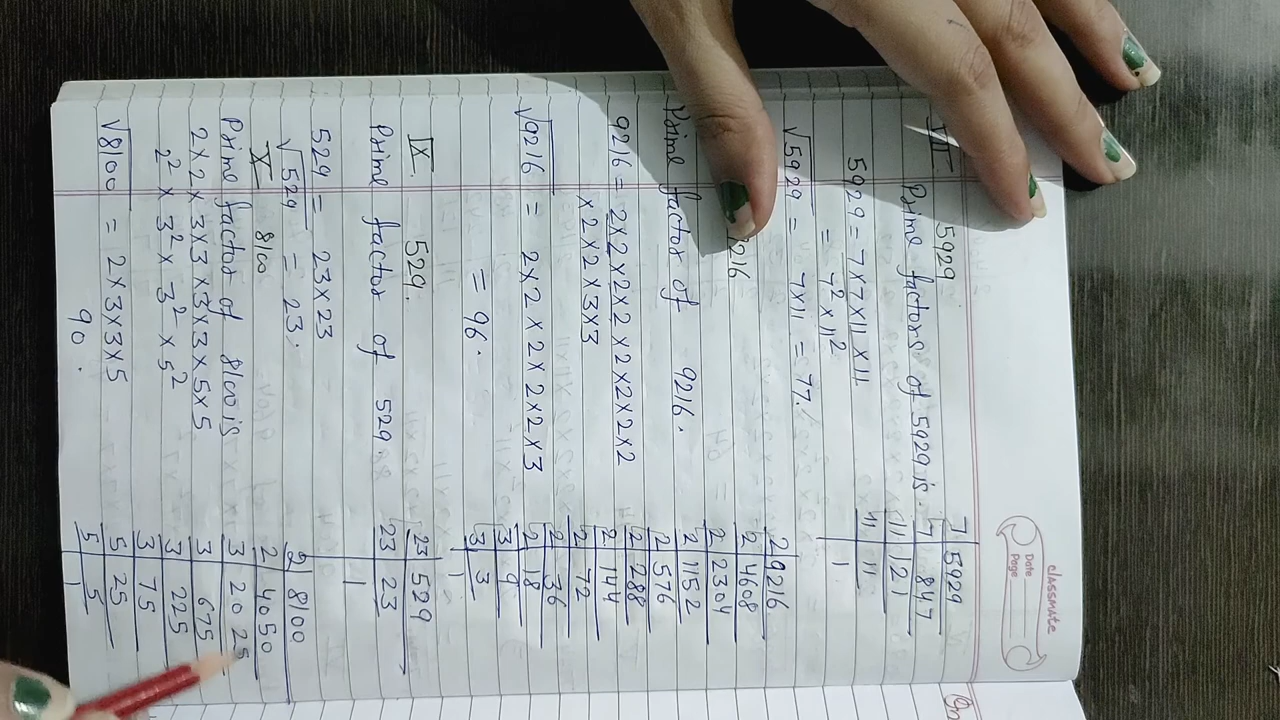 classmate
Date
Page
VII. 5929
Prime factors of 5929 is.
5929 = 7×7×11×11
= 7² × 11²
√5929 = 7×11 = 77.
7 5929
7 847
11 121
11 11
1
216
Prime factor of 9216.
9216 = 2×2×2×2×2×2×2×2
×2×2×3×3
√9216 = 2×2×2×2×2×3
= 96.
2 9216
2 4608
2 2304
2 1152
2 576
2 288
2 144
2 72
2 36
2 18
3 9
3 3
1
IX. 529.
Prime factor of 529.
529 = 23×23
√529 = 23.
23 529
23 23
1
X 8100
Prime factor of 8100 is
2×2×3×3×3×3×5×5
2² × 3² × 3² × 5²
√8100 = 2×3×3×5
90.
2 8100
2 4050
3 2025
3 675
3 225
3 75
5 25
5 5
1